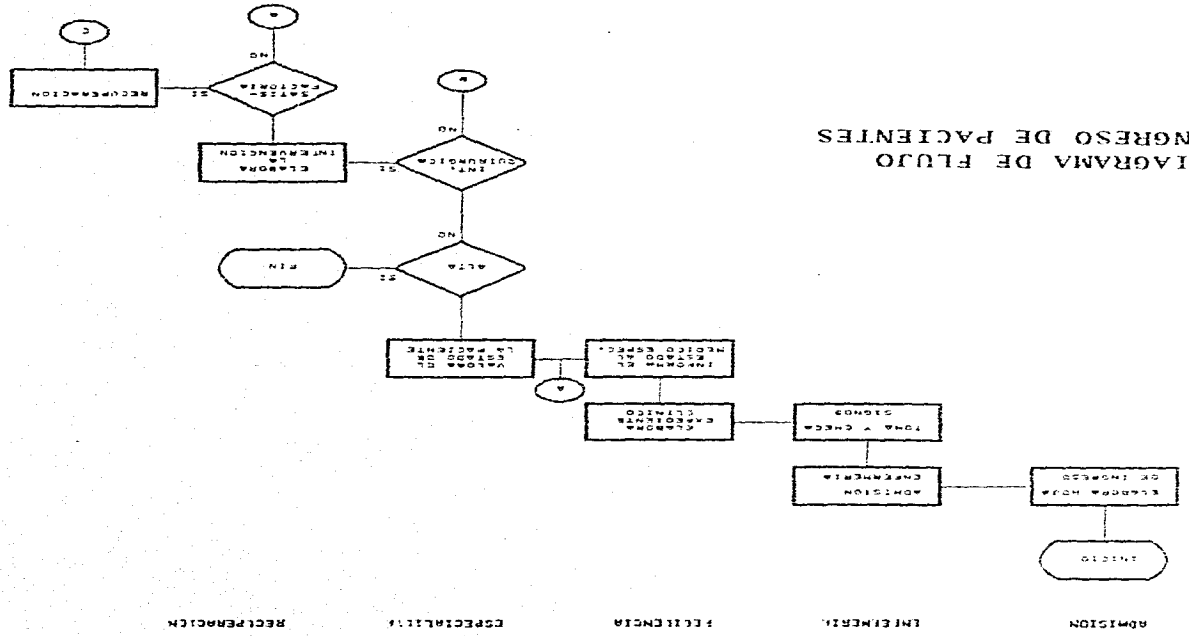 ADMISION
ENFERMERIA
ESPECIALISTA
RECUPERACION
INICIO
ELABORA HOJA
DE INGRESO
ADMISION
ENFERMERIA
TOMA Y CHECA
SIGNOS
ELABORA
EXPEDIENTE
CLINICO
INFORMA EL
ESTADO AL
MEDICO ESPEC.
A
VALORA
ESTADO DE
LA PACIENTE
ALTA
SI
FIN
NO
INT.
QUIRURGICA
SI
NO
B
ELABORA
LA
INTERVENCION
SATIS-
FACTORIA
SI
NO
RECUPERACION
C
IAGRAMA DE FLUJO
NGRESO DE PACIENTES